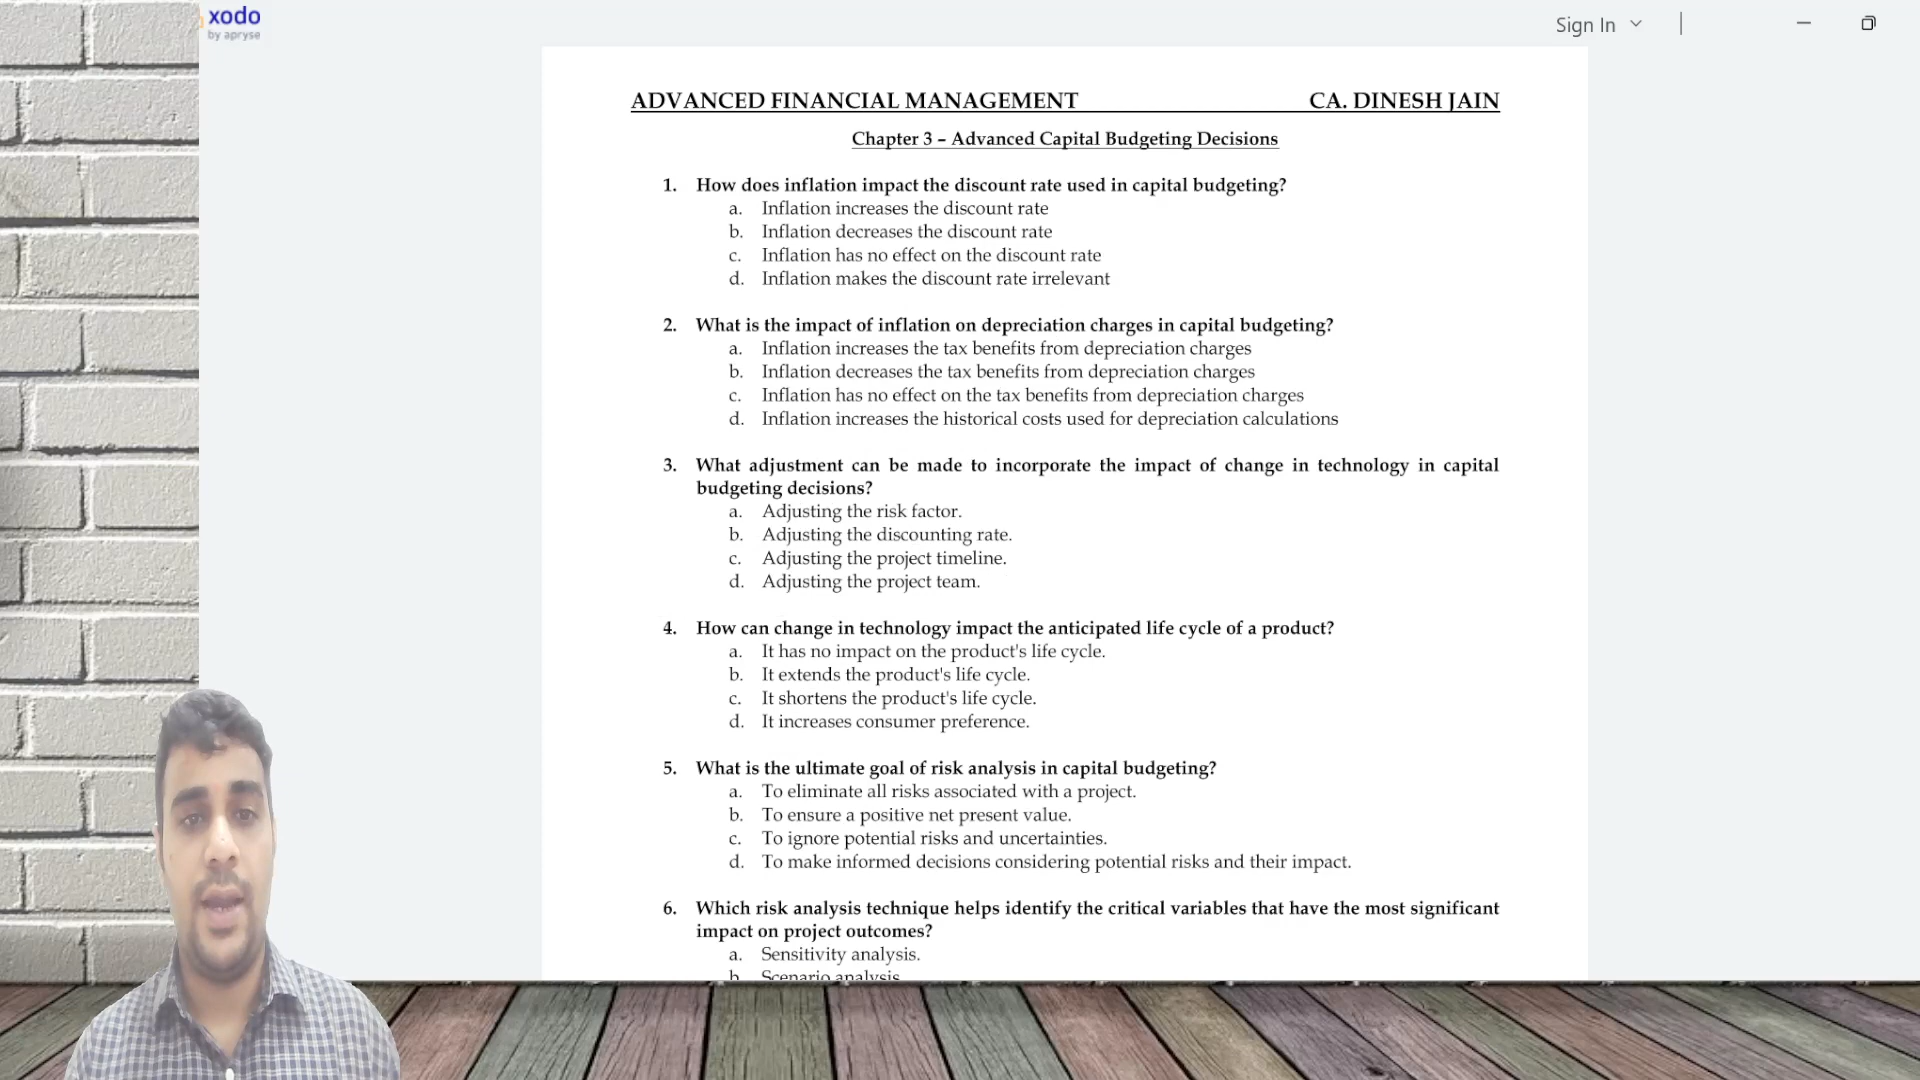 xodo
by apryse
Sign In
ADVANCED FINANCIAL MANAGEMENT CA. DINESH JAIN
Chapter 3 – Advanced Capital Budgeting Decisions
1. How does inflation impact the discount rate used in capital budgeting?
a. Inflation increases the discount rate
b. Inflation decreases the discount rate
c. Inflation has no effect on the discount rate
d. Inflation makes the discount rate irrelevant
2. What is the impact of inflation on depreciation charges in capital budgeting?
a. Inflation increases the tax benefits from depreciation charges
b. Inflation decreases the tax benefits from depreciation charges
c. Inflation has no effect on the tax benefits from depreciation charges
d. Inflation increases the historical costs used for depreciation calculations
3. What adjustment can be made to incorporate the impact of change in technology in capital
budgeting decisions?
a. Adjusting the risk factor.
b. Adjusting the discounting rate.
c. Adjusting the project timeline.
d. Adjusting the project team.
4. How can change in technology impact the anticipated life cycle of a product?
a. It has no impact on the product's life cycle.
b. It extends the product's life cycle.
c. It shortens the product's life cycle.
d. It increases consumer preference.
5. What is the ultimate goal of risk analysis in capital budgeting?
a. To eliminate all risks associated with a project.
b. To ensure a positive net present value.
c. To ignore potential risks and uncertainties.
d. To make informed decisions considering potential risks and their impact.
6. Which risk analysis technique helps identify the critical variables that have the most significant
impact on project outcomes?
a. Sensitivity analysis.
b. Scenario analysis.